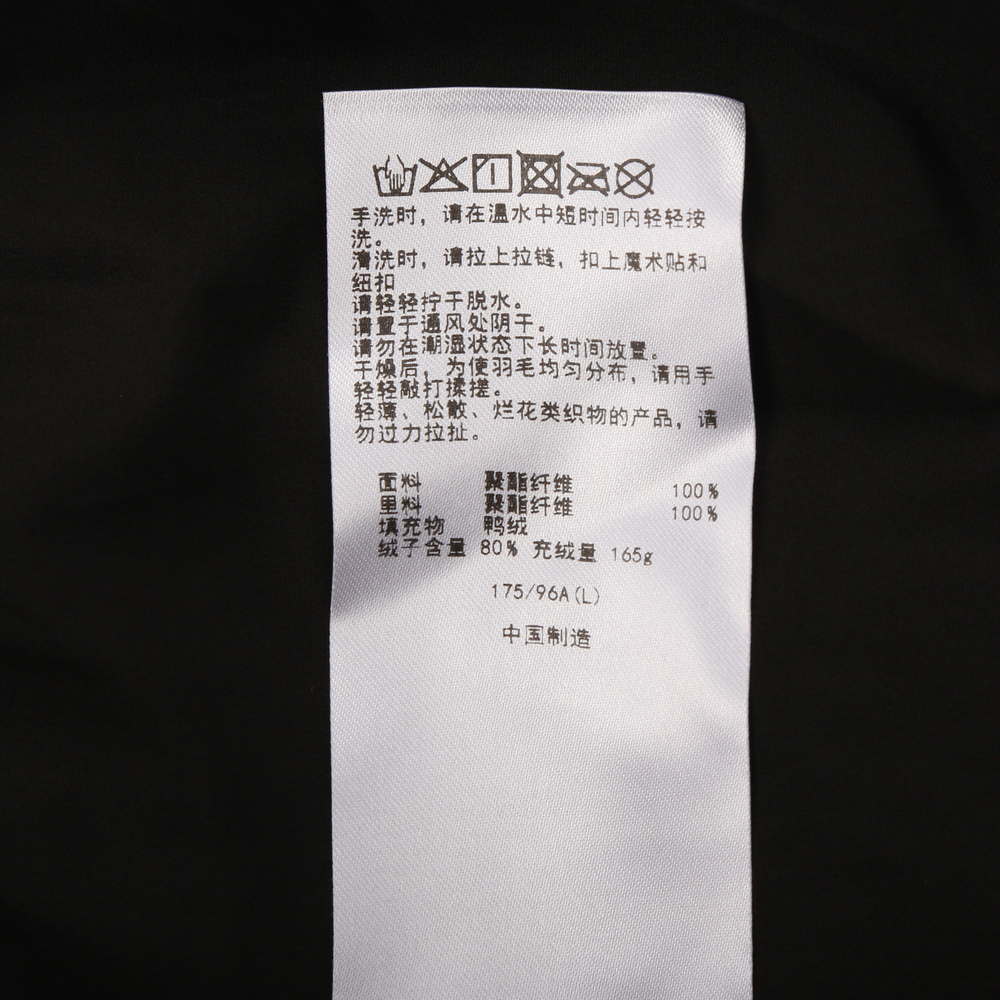 手洗时，请在温水中短时间内轻轻按
洗。
清洗时，请拉上拉链，扣上魔术贴和
纽扣
请轻轻拧干脱水。
请置于通风处阴干。
请勿在潮湿状态下长时间放置。
干燥后，为使羽毛均匀分布，请用手
轻轻敲打揉搓。
轻薄、松散、烂花类织物的产品，请
勿过力拉扯。
面料 聚酯纤维 100%
里料 聚酯纤维 100%
填充物 鸭绒
绒子含量 80% 充绒量 165g
175/96A(L)
中国制造